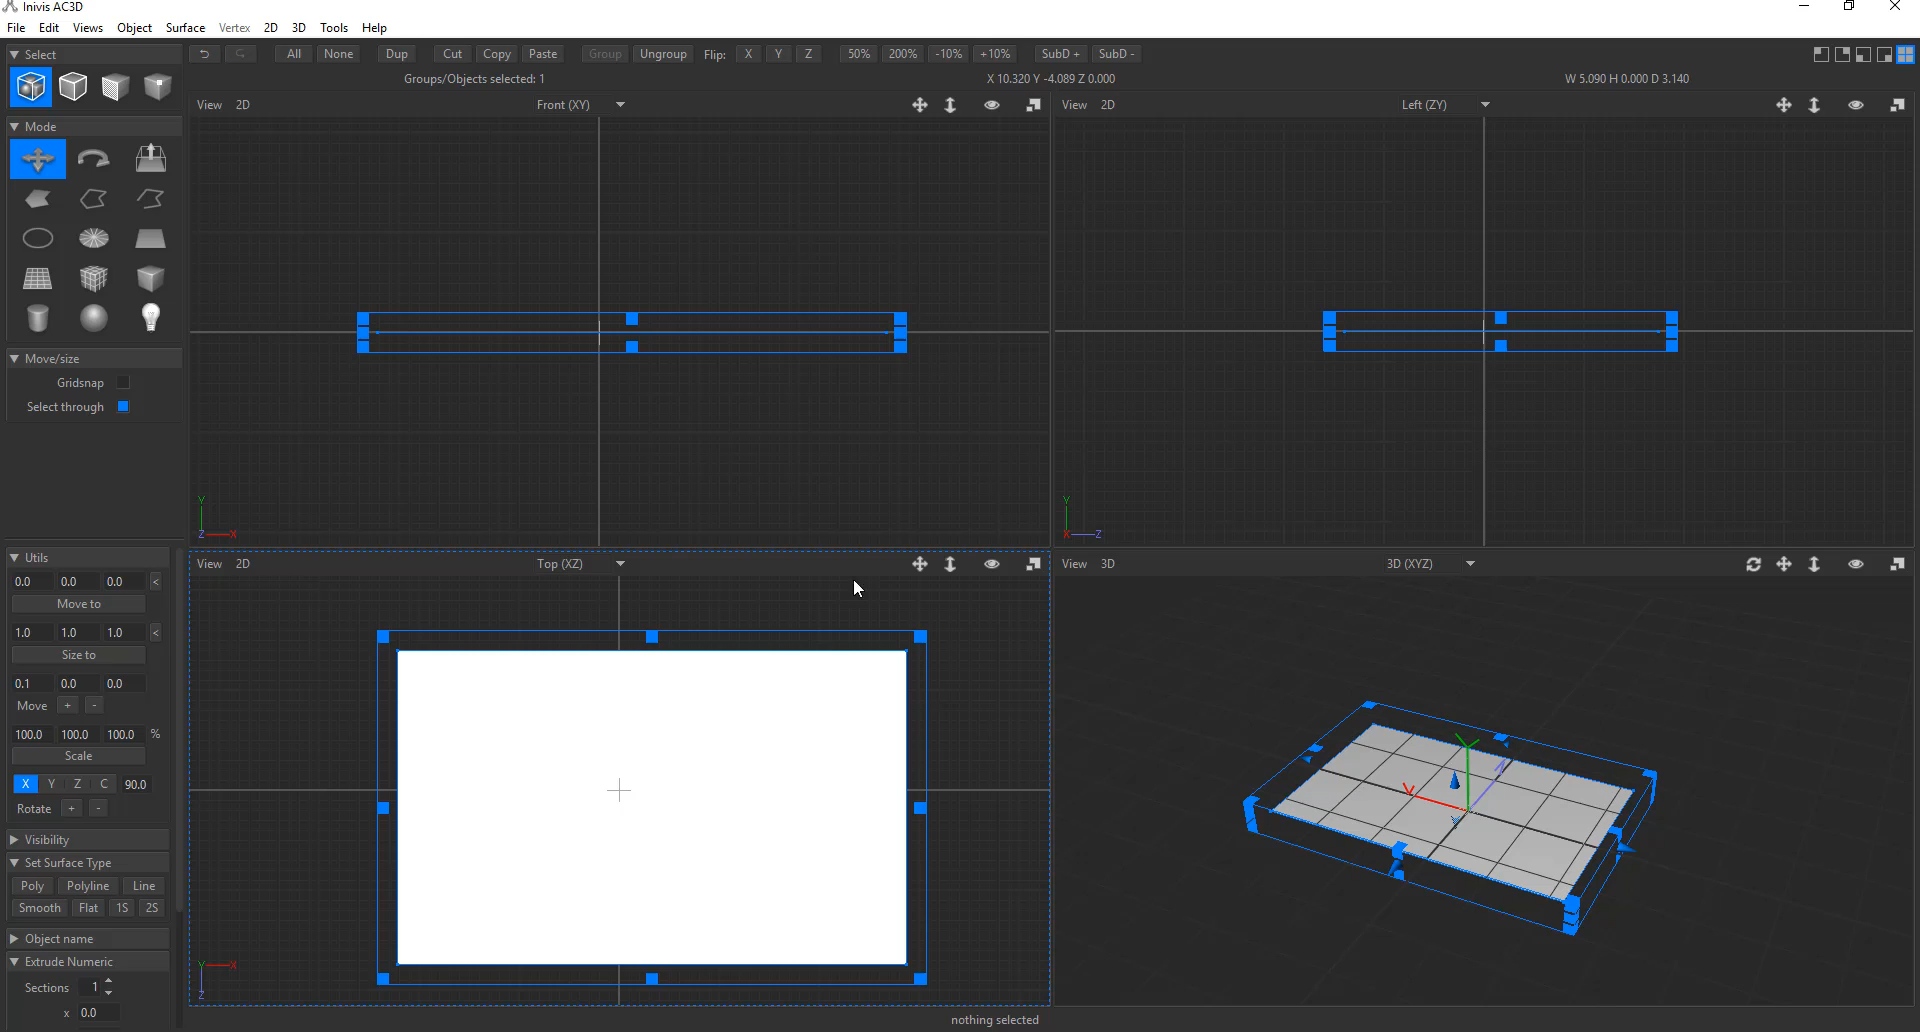 Inivis AC3D
File Edit Views Object Surface Vertex 2D 3D Tools Help
Select
All None Dup Cut Copy Paste Group Ungroup Flip: X Y Z 50% 200% -10% +10% SubD + SubD -
Groups/Objects selected: 1 X 10.320 Y -4.089 Z 0.000 W 5.090 H 0.000 D 3.140
View 2D Front (XY) View 2D Left (ZY)
Mode
Move/size
Gridsnap
Select through
Y Y
Z X X Z
Utils
View 2D Top (XZ) View 3D 3D (XYZ)
0.0 0.0 0.0 <
Move to
1.0 1.0 1.0 <
Size to
0.1 0.0 0.0
Move + -
100.0 100.0 100.0 %
Scale
X Y Z C 90.0
Rotate + -
Visibility
Set Surface Type
Poly Polyline Line
Smooth Flat 1S 2S
Object name
Extrude Numeric
Y X
Sections 1
Z
x 0.0
nothing selected